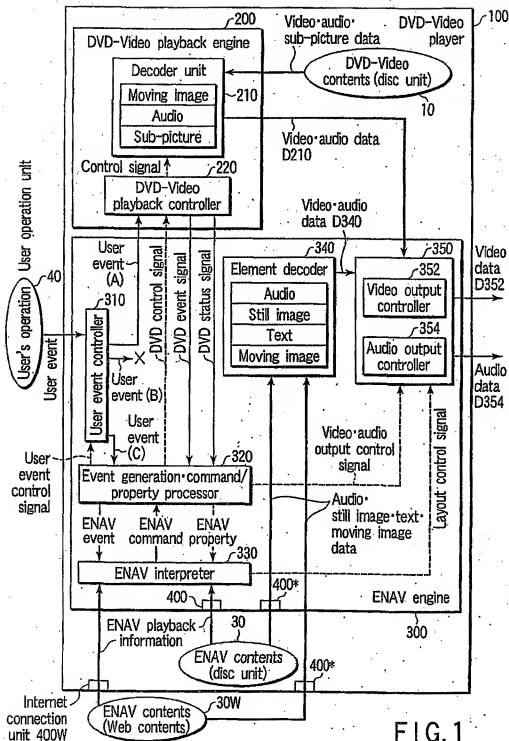 200
100
DVD-Video playback engine
Video·audio·
sub-picture data
DVD-Video
player
Decoder unit
Moving image
Audio
Sub-picture
210
DVD-Video
contents (disc unit)
10
Control signal
220
Video·audio data
D210
DVD-Video
playback controller
Video·audio
data D340
User operation unit
40
User's operation
User event
User
event
(A)
310
User event controller
User
event (B)
User
event
(C)
X
DVD control signal
DVD event signal
DVD status signal
340
Element decoder
Audio
Still image
Text
Moving image
350
352
Video output
controller
354
Audio output
controller
Video
data
D352
Audio
data
D354
User
event
control
signal
320
Event generation·command/
property processor
Video·audio
output control
signal
Layout control signal
ENAV
event
ENAV
command
ENAV
property
Audio·
still image·text·
moving image
data
330
ENAV interpreter
400
400*
ENAV engine
300
ENAV playback
information
30
ENAV contents
(disc unit)
400*
Internet
connection
unit 400W
ENAV contents
(Web contents)
30W
FIG. 1